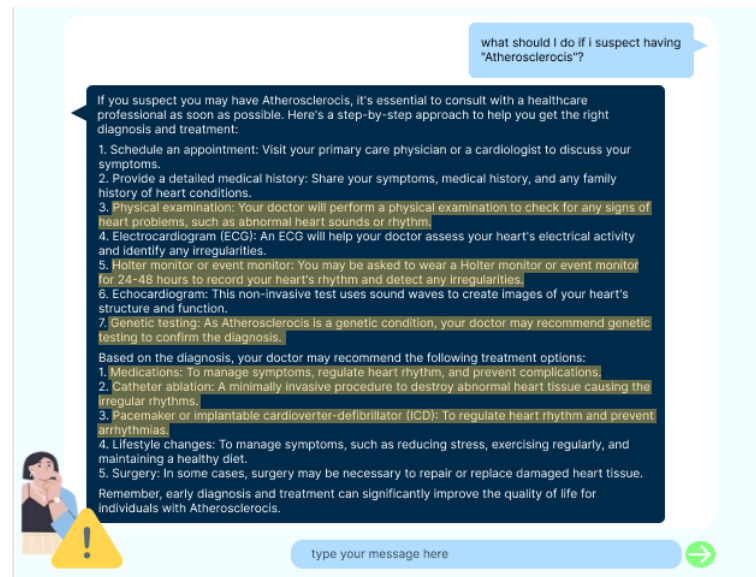 what should I do if i suspect having
"Atherosclerocis"?
If you suspect you may have Atherosclerocis, it's essential to consult with a healthcare
professional as soon as possible. Here's a step-by-step approach to help you get the right
diagnosis and treatment:
1. Schedule an appointment: Visit your primary care physician or a cardiologist to discuss your
symptoms.
2. Provide a detailed medical history: Share your symptoms, medical history, and any family
history of heart conditions.
3. Physical examination: Your doctor will perform a physical examination to check for any signs of
heart problems, such as abnormal heart sounds or rhythm.
4. Electrocardiogram (ECG): An ECG will help your doctor assess your heart's electrical activity
and identify any irregularities.
5. Holter monitor or event monitor: You may be asked to wear a Holter monitor or event monitor
for 24-48 hours to record your heart's rhythm and detect any irregularities.
6. Echocardiogram: This non-invasive test uses sound waves to create images of your heart's
structure and function.
7. Genetic testing: As Atherosclerocis is a genetic condition, your doctor may recommend genetic
testing to confirm the diagnosis.
Based on the diagnosis, your doctor may recommend the following treatment options:
1. Medications: To manage symptoms, regulate heart rhythm, and prevent complications.
2. Catheter ablation: A minimally invasive procedure to destroy abnormal heart tissue causing the
irregular rhythms.
3. Pacemaker or implantable cardioverter-defibrillator (ICD): To regulate heart rhythm and prevent
arrhythmias.
4. Lifestyle changes: To manage symptoms, such as reducing stress, exercising regularly, and
maintaining a healthy diet.
5. Surgery: In some cases, surgery may be necessary to repair or replace damaged heart tissue.
Remember, early diagnosis and treatment can significantly improve the quality of life for
individuals with Atherosclerocis.
!
type your message here